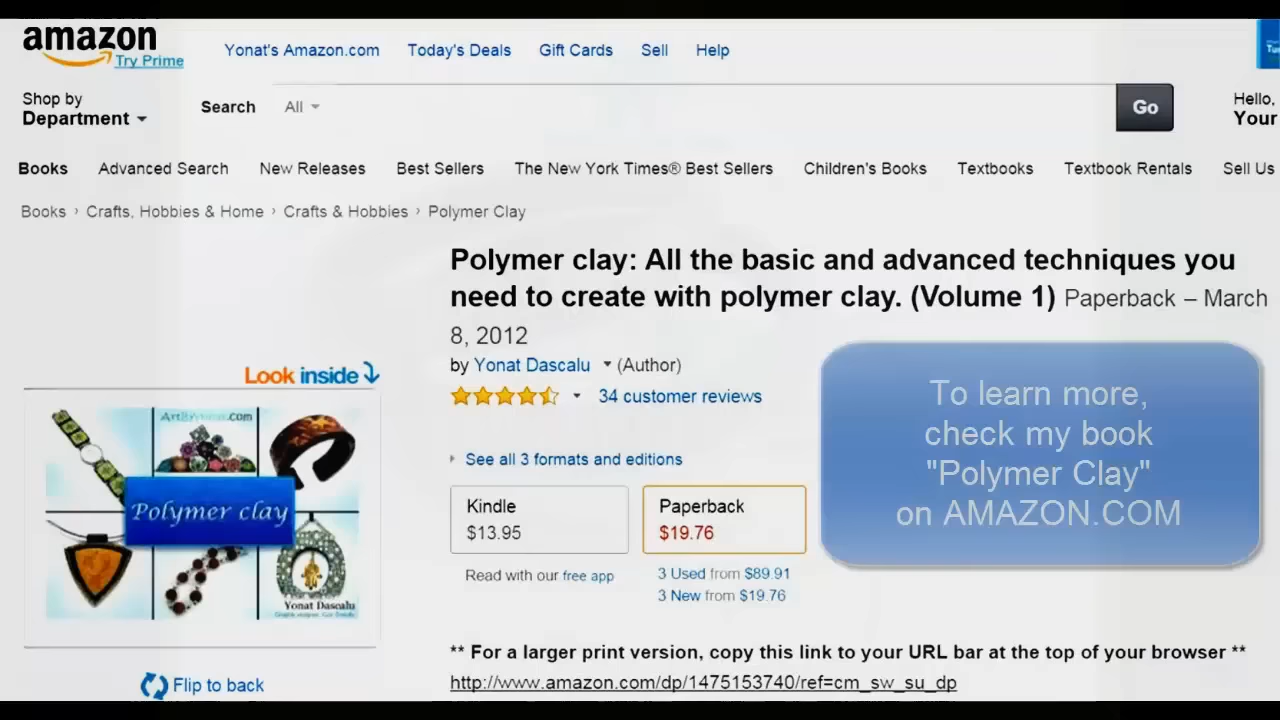 amazon
Try Prime
Yonat's Amazon.com Today's Deals Gift Cards Sell Help
Shop by
Department
Search All Go
Hello,
Your
Books Advanced Search New Releases Best Sellers The New York Times® Best Sellers Children's Books Textbooks Textbook Rentals Sell Us
Books › Crafts, Hobbies & Home › Crafts & Hobbies › Polymer Clay
Polymer clay: All the basic and advanced techniques you
need to create with polymer clay. (Volume 1) Paperback – March
8, 2012
by Yonat Dascalu (Author)
34 customer reviews
Look inside
Polymer clay
Yonat Dascalu
Flip to back
See all 3 formats and editions
Kindle
$13.95
Paperback
$19.76
Read with our free app
3 Used from $89.91
3 New from $19.76
To learn more,
check my book
"Polymer Clay"
on AMAZON.COM
** For a larger print version, copy this link to your URL bar at the top of your browser **
http://www.amazon.com/dp/1475153740/ref=cm_sw_su_dp